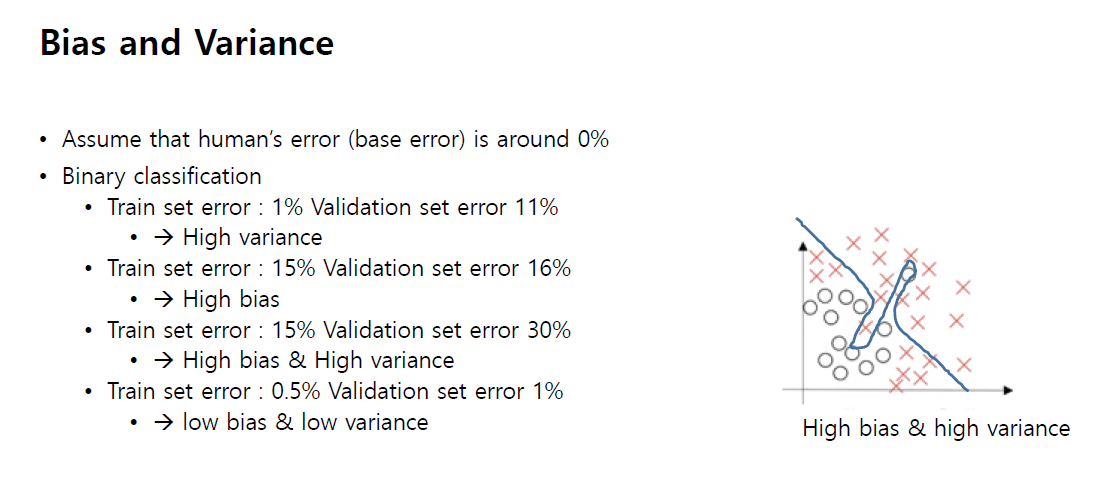 Bias and Variance
• Assume that human's error (base error) is around 0%
• Binary classification
• Train set error : 1% Validation set error 11%
• → High variance
• Train set error : 15% Validation set error 16%
• → High bias
• Train set error : 15% Validation set error 30%
• → High bias & High variance
• Train set error : 0.5% Validation set error 1%
• → low bias & low variance
High bias & high variance